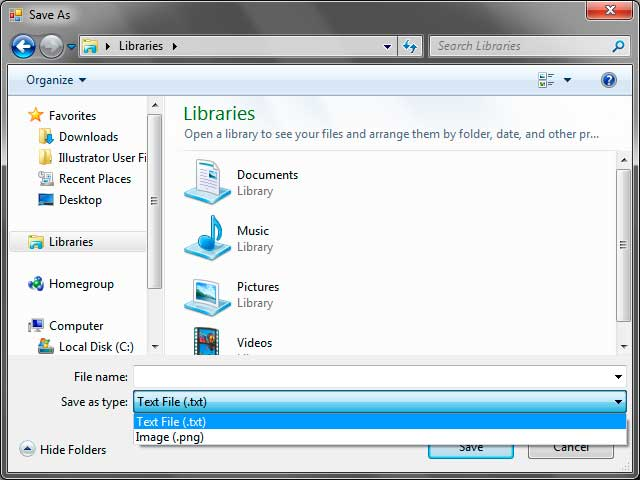 Save As
Libraries
Search Libraries
Organize
Favorites
Downloads
Illustrator User Fi
Recent Places
Desktop
Libraries
Homegroup
Computer
Local Disk (C:)
Libraries
Open a library to see your files and arrange them by folder, date, and other pr...
Documents
Library
Music
Library
Pictures
Library
Videos
File name:
Save as type: Text File (.txt)
Text File (.txt)
Image (.png)
Hide Folders
Save
Cancel